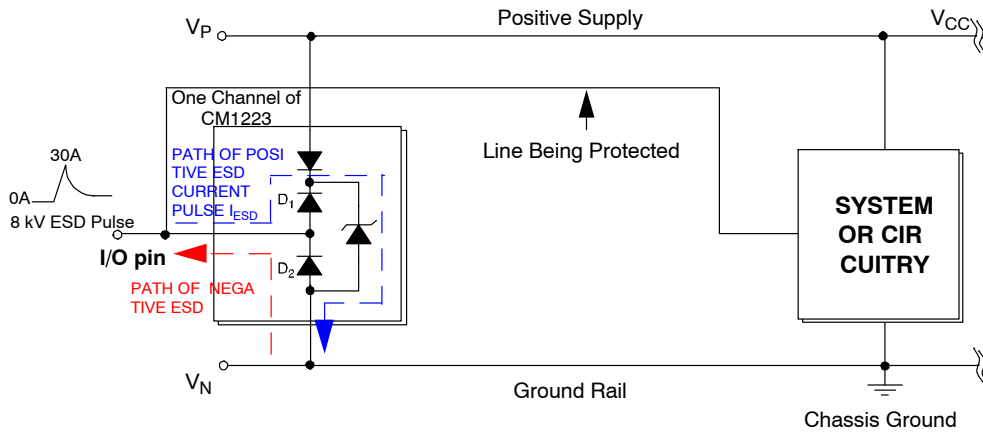 VP
Positive Supply
VCC
One Channel of
CM1223
Line Being Protected
30A
0A
8 kV ESD Pulse
PATH OF POSI
TIVE ESD
CURRENT
PULSE IESD
D1
D2
I/O pin
PATH OF NEGA
TIVE ESD
SYSTEM
OR CIR
CUITRY
VN
Ground Rail
Chassis Ground